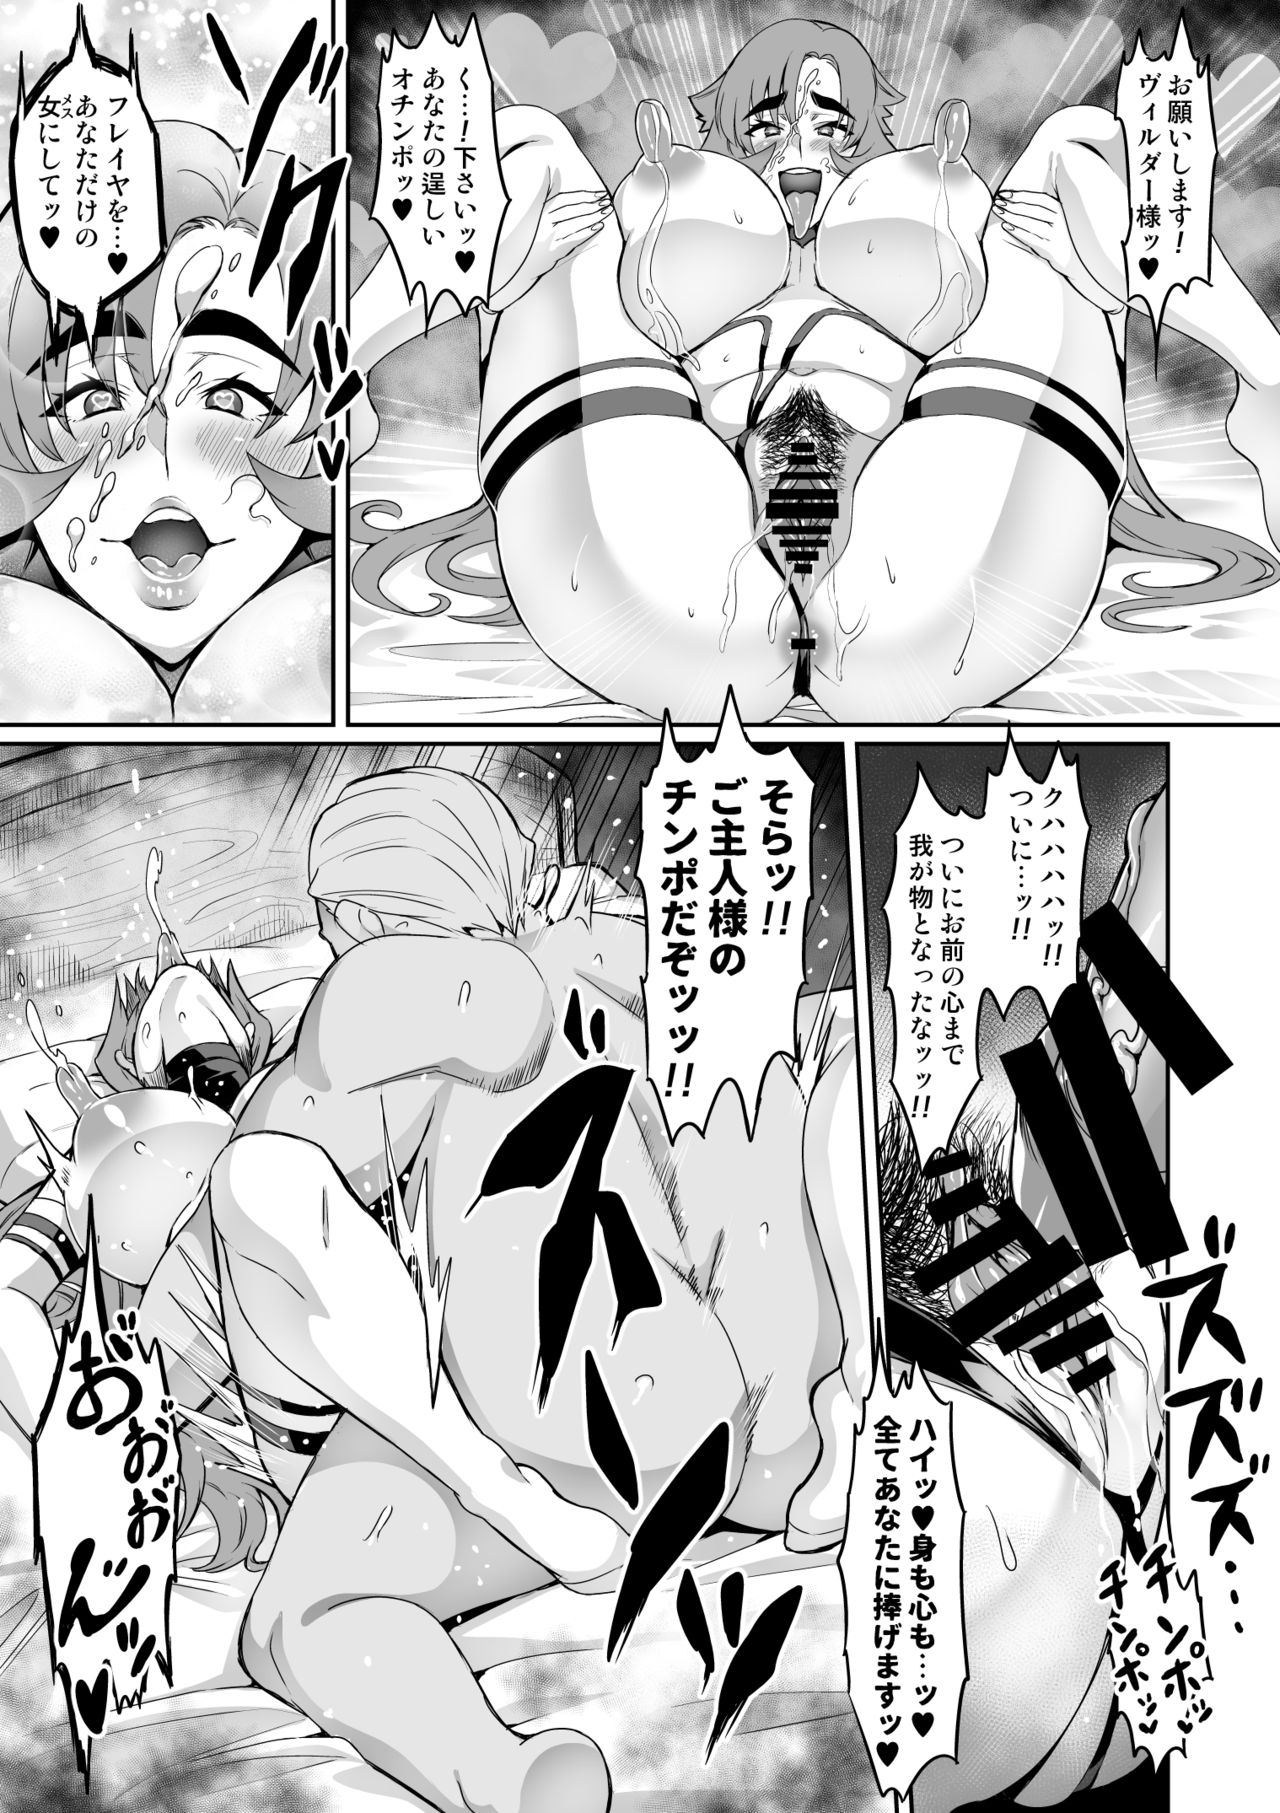 お願いします！
ヴィルダー様ッ♥
く…！下さいッ♥
あなたの逞しい
オチンポッ♥
フレイヤを…♥
あなただけの
女にしてッ♥
メス
クハハハハッ!!
ついに…ッ!!
ついにお前の心まで
我が物となったなッッ!!
ズズズ…
チンポッ♥
チンポッ♥
ハイッ♥身も心も…ッ♥
全てあなたに捧げますッ♥
そらッ!!
ご主人様の
チンポだぞッッ!!
おおおんッ♥